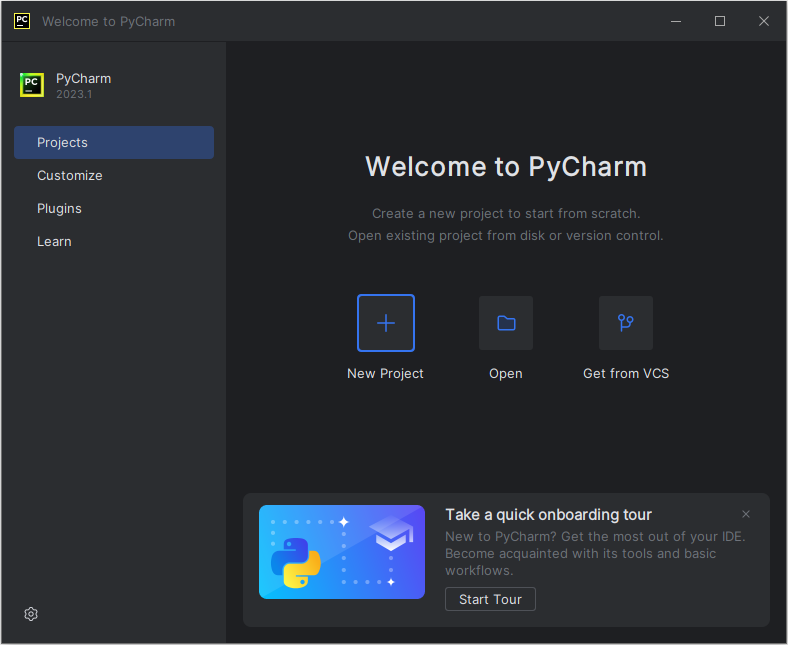 PC Welcome to PyCharm
PC PyCharm
2023.1
Projects
Customize
Plugins
Learn
Welcome to PyCharm
Create a new project to start from scratch.
Open existing project from disk or version control.
New Project
Open
Get from VCS
Take a quick onboarding tour
New to PyCharm? Get the most out of your IDE.
Become acquainted with its tools and basic
workflows.
Start Tour